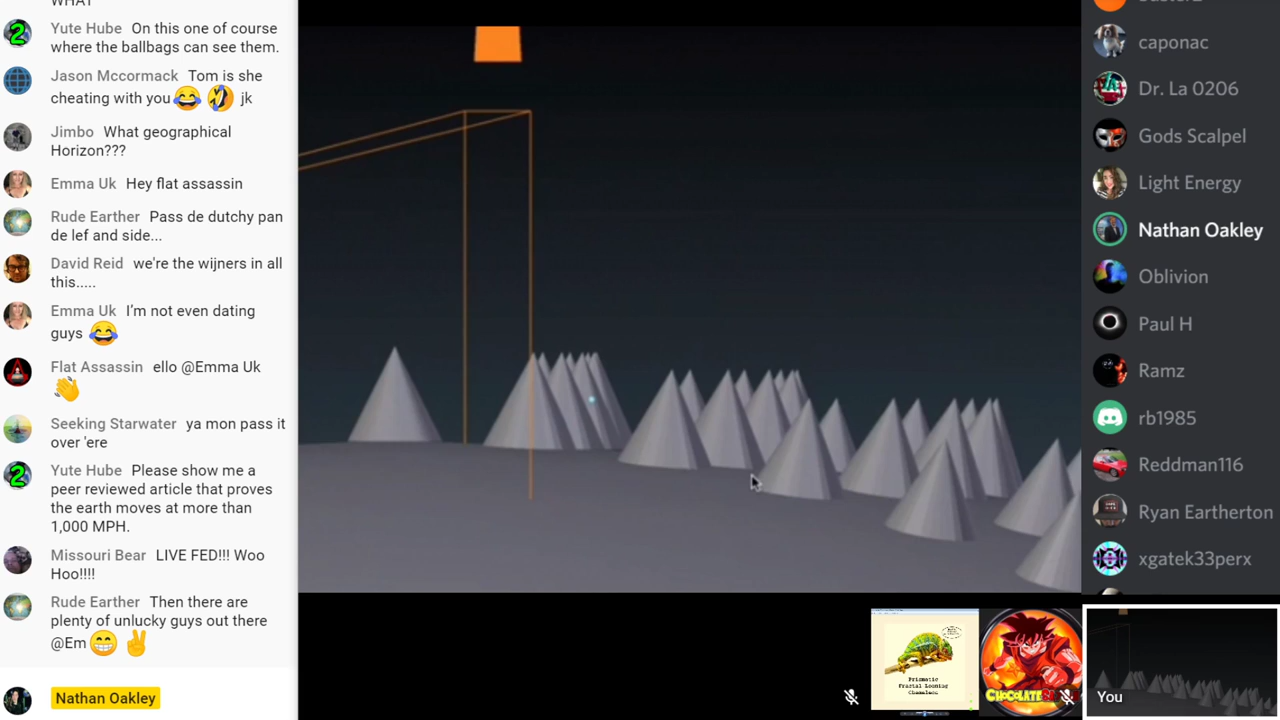 WHAT
Yute Hube On this one of course
where the ballbags can see them.
Jason Mccormack Tom is she
cheating with you😂 🤣 jk
Jimbo What geographical
Horizon???
Emma Uk Hey flat assassin
Rude Earther Pass de dutchy pan
de lef and side...
David Reid we're the wijners in all
this.....
Emma Uk I'm not even dating
guys 😂
Flat Assassin ello @Emma Uk
👋
Seeking Starwater ya mon pass it
over 'ere
Yute Hube Please show me a
peer reviewed article that proves
the earth moves at more than
1,000 MPH.
Missouri Bear LIVE FED!!! Woo
Hoo!!!!
Rude Earther Then there are
plenty of unlucky guys out there
@Em😁 ✌
Nathan Oakley
caponac
Dr. La 0206
Gods Scalpel
Light Energy
Nathan Oakley
Oblivion
Paul H
Ramz
rb1985
Reddman116
Ryan Eartherton
xgatek33perx
Prismatic
Fractal Looning
Chameleon
You